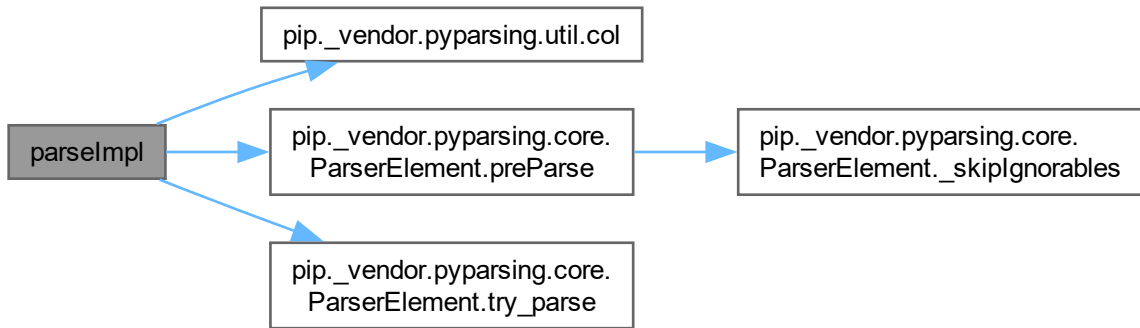 pip._vendor.pyparsing.util.col
parseImpl
pip._vendor.pyparsing.core.
ParserElement.preParse
pip._vendor.pyparsing.core.
ParserElement._skipIgnorables
pip._vendor.pyparsing.core.
ParserElement.try_parse